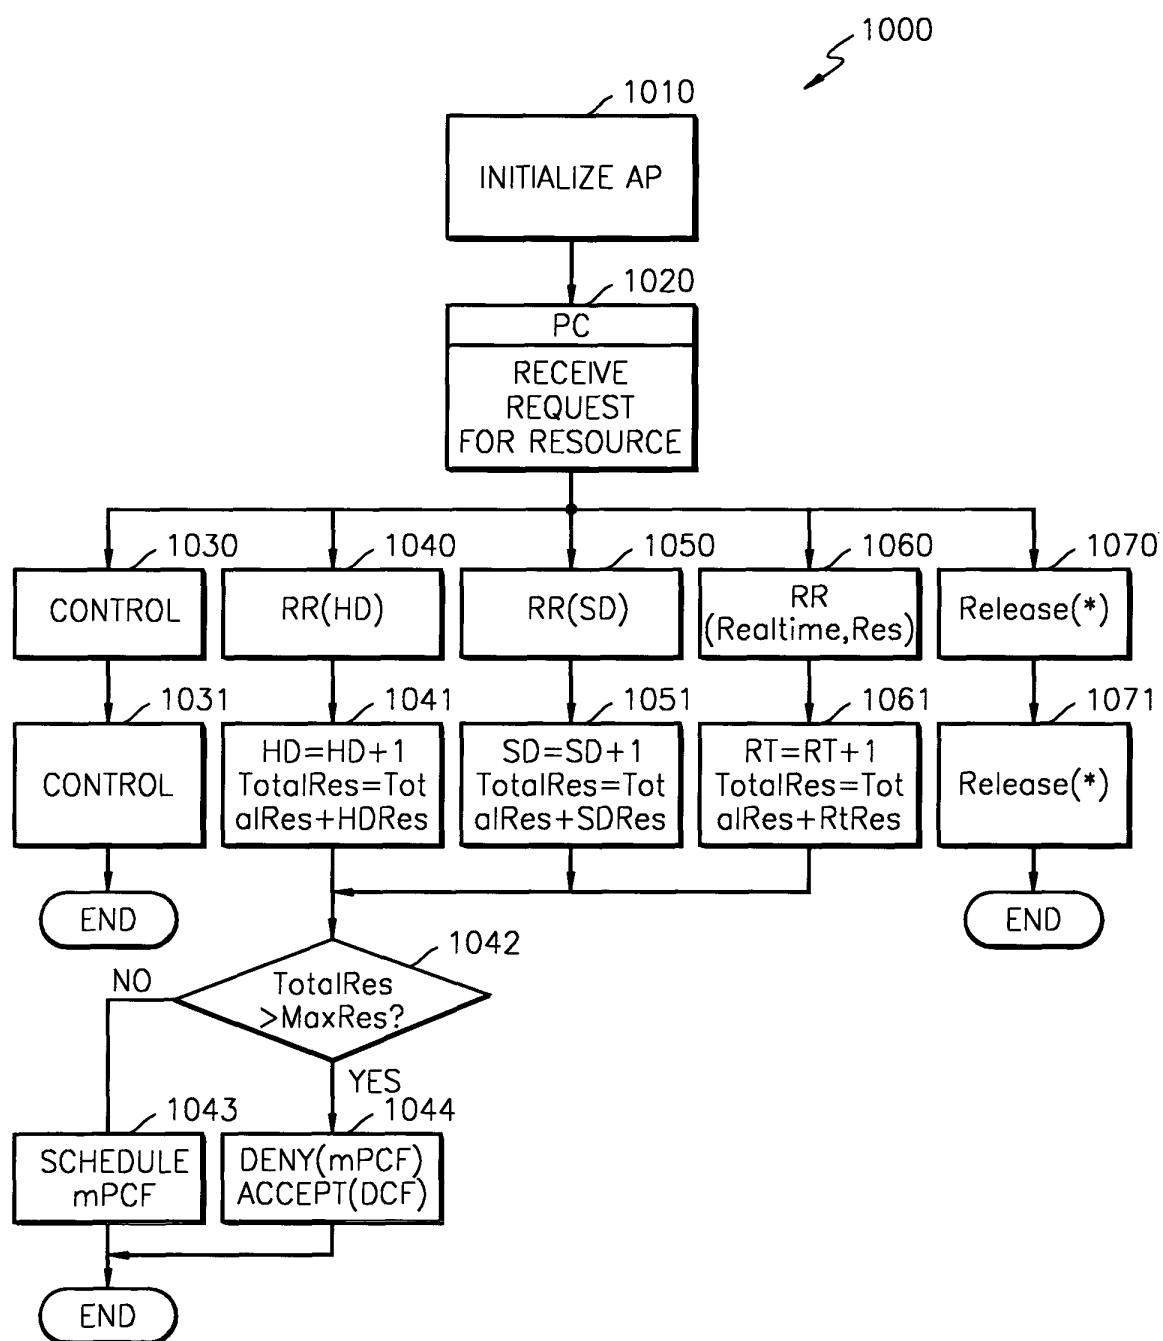 1000
1010
INITIALIZE AP
1020
PC
RECEIVE
REQUEST
FOR RESOURCE
1030
CONTROL
1040
RR(HD)
1050
RR(SD)
1060
RR
(Realtime,Res)
1070
Release(*)
1031
CONTROL
1041
HD=HD+1
TotalRes=Tot
alRes+HDRes
1051
SD=SD+1
TotalRes=Tot
alRes+SDRes
1061
RT=RT+1
TotalRes=Tot
alRes+RtRes
1071
Release(*)
END
END
1042
TotalRes
>MaxRes?
NO
YES
1043
SCHEDULE
mPCF
1044
DENY(mPCF)
ACCEPT(DCF)
END